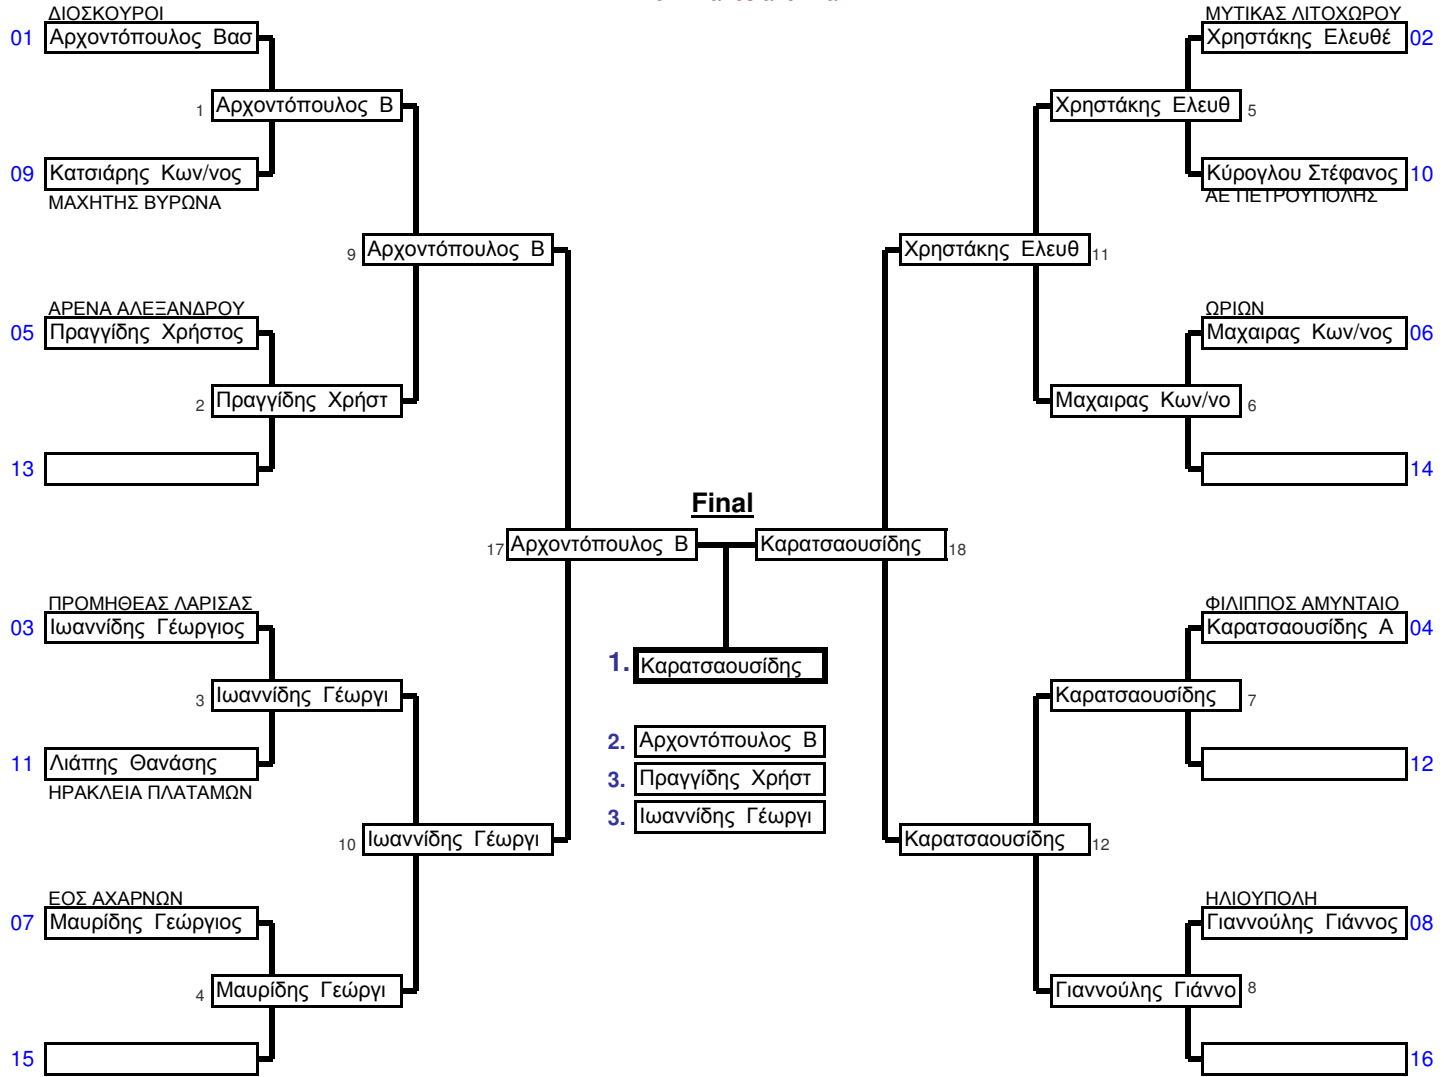 ΔΙΟΣΚΟΥΡΟΙ
01 Αρχοντόπουλος Βασ
1 Αρχοντόπουλος Β
09 Κατσιάρης Κων/νος
ΜΑΧΗΤΗΣ ΒΥΡΩΝΑ
9 Αρχοντόπουλος Β
ΑΡΕΝΑ ΑΛΕΞΑΝΔΡΟΥ
05 Πραγγίδης Χρήστος
2 Πραγγίδης Χρήστ
13
17 Αρχοντόπουλος Β
ΠΡΟΜΗΘΕΑΣ ΛΑΡΙΣΑΣ
03 Ιωαννίδης Γέωργιος
3 Ιωαννίδης Γέωργι
11 Λιάπης Θανάσης
ΗΡΑΚΛΕΙΑ ΠΛΑΤΑΜΩΝ
10 Ιωαννίδης Γέωργι
ΕΟΣ ΑΧΑΡΝΩΝ
07 Μαυρίδης Γεώργιος
4 Μαυρίδης Γεώργι
15
Final
1. Καρατσαουσίδης
2. Αρχοντόπουλος Β
3. Πραγγίδης Χρήστ
3. Ιωαννίδης Γέωργι
ΜΥΤΙΚΑΣ ΛΙΤΟΧΩΡΟΥ
Χρηστάκης Ελευθέ 02
Χρηστάκης Ελευθ 5
Κύρογλου Στέφανος 10
ΑΕ ΠΕΤΡΟΥΠΟΛΗΣ
Χρηστάκης Ελευθ 11
ΩΡΙΩΝ
Μαχαιρας Κων/νος 06
Μαχαιρας Κων/νο 6
14
Καρατσαουσίδης 18
ΦΙΛΙΠΠΟΣ ΑΜΥΝΤΑΙΟ
Καρατσαουσίδης Α 04
Καρατσαουσίδης 7
12
Καρατσαουσίδης 12
ΗΛΙΟΥΠΟΛΗ
Γιαννούλης Γιάννος 08
Γιαννούλης Γιάννο 8
16